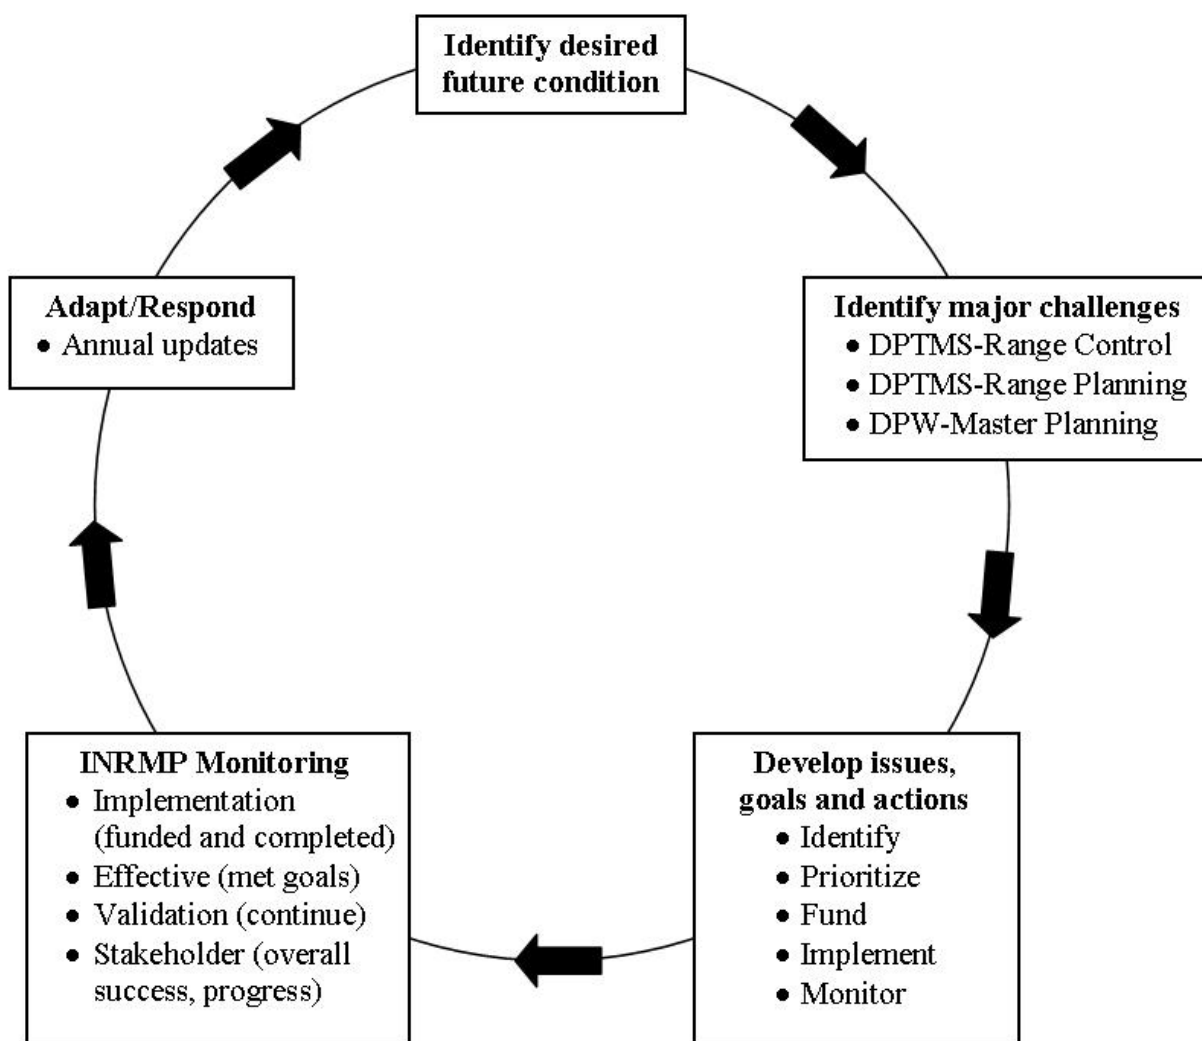 Identify desired
future condition
Identify major challenges
• DPTMS-Range Control
• DPTMS-Range Planning
• DPW-Master Planning
Develop issues,
goals and actions
• Identify
• Prioritize
• Fund
• Implement
• Monitor
INRMP Monitoring
• Implementation
(funded and completed)
• Effective (met goals)
• Validation (continue)
• Stakeholder (overall
success, progress)
Adapt/Respond
• Annual updates